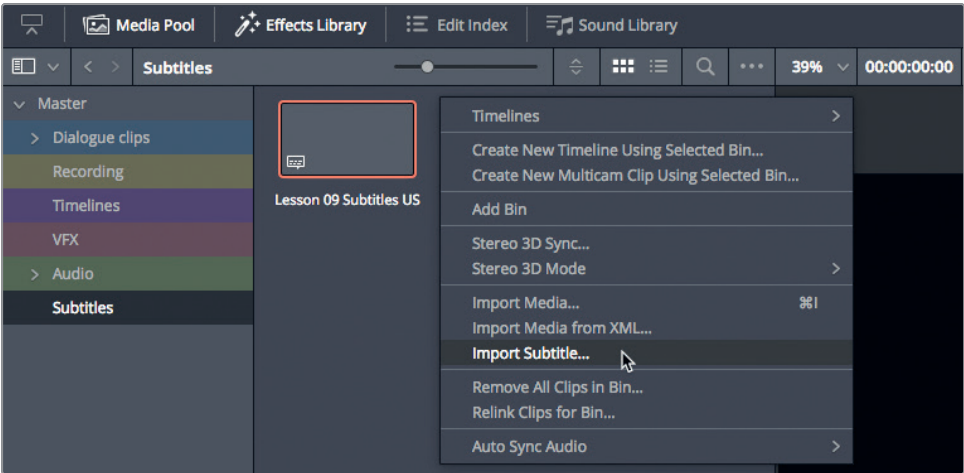 Media Pool
Effects Library
Edit Index
Sound Library
Subtitles
39%
00:00:00:00
Master
Dialogue clips
Recording
Timelines
VFX
Audio
Subtitles
Lesson 09 Subtitles US
Timelines
Create New Timeline Using Selected Bin...
Create New Multicam Clip Using Selected Bin...
Add Bin
Stereo 3D Sync...
Stereo 3D Mode
Import Media... ⌘I
Import Media from XML...
Import Subtitle...
Remove All Clips in Bin...
Relink Clips for Bin...
Auto Sync Audio